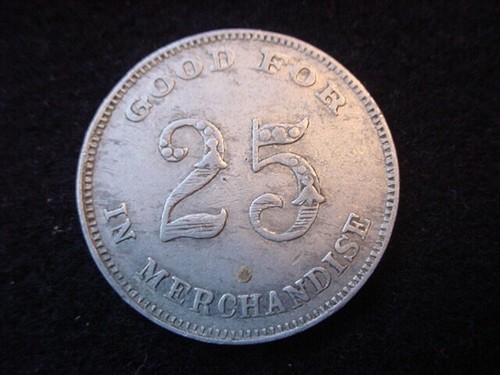 GOOD FOR
25
IN MERCHANDISE